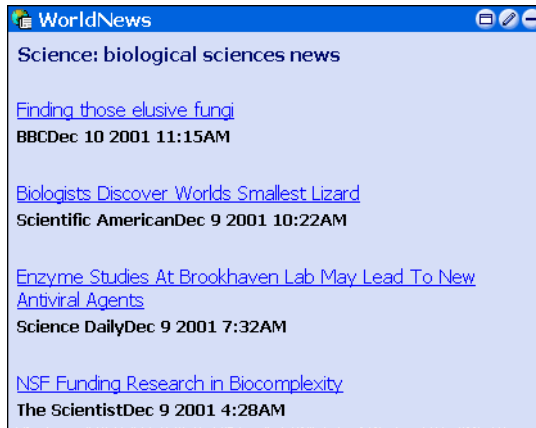 WorldNews
Science: biological sciences news
Finding those elusive fungi
BBCDec 10 2001 11:15AM
Biologists Discover Worlds Smallest Lizard
Scientific AmericanDec 9 2001 10:22AM
Enzyme Studies At Brookhaven Lab May Lead To New
Antiviral Agents
Science DailyDec 9 2001 7:32AM
NSF Funding Research in Biocomplexity
The ScientistDec 9 2001 4:28AM